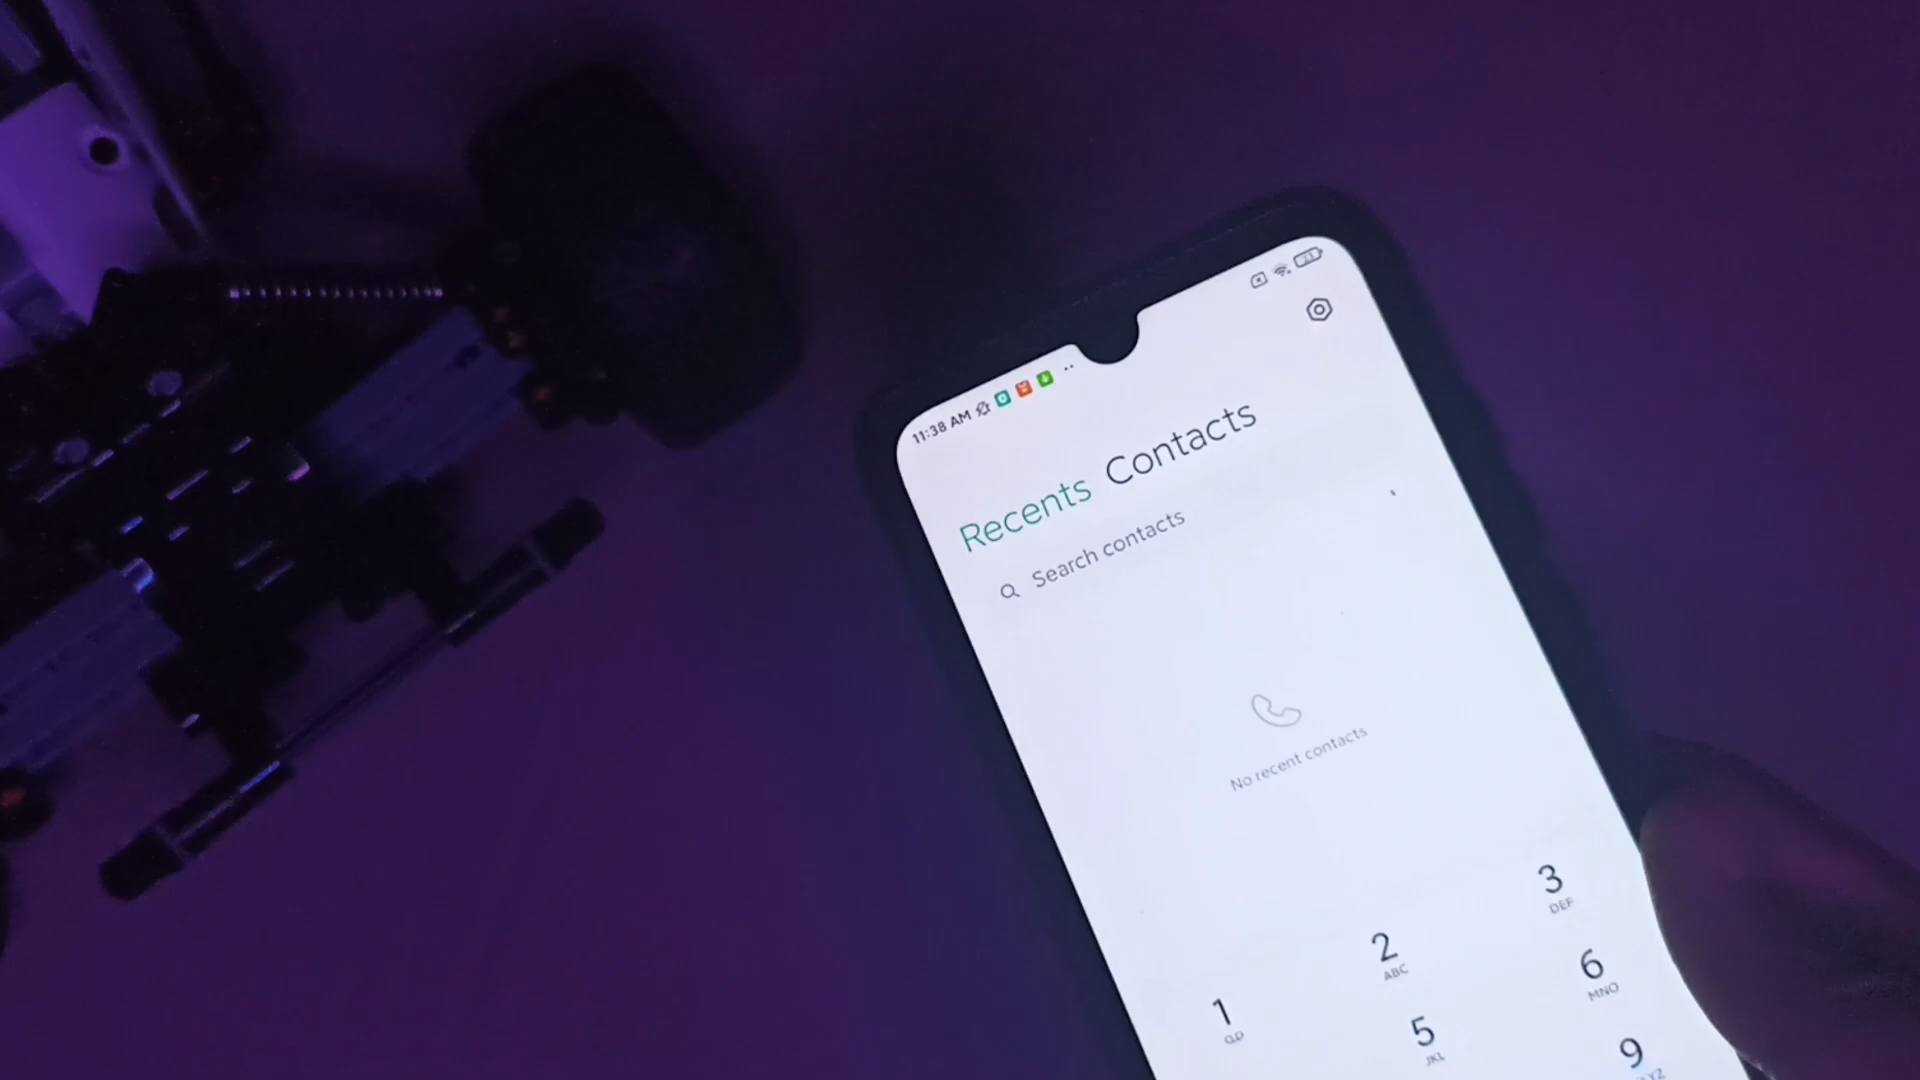 11:38 AM
23
Recents Contacts
Search contacts
No recent contacts
1
2
ABC
3
DEF
5
JKL
6
MNO
9